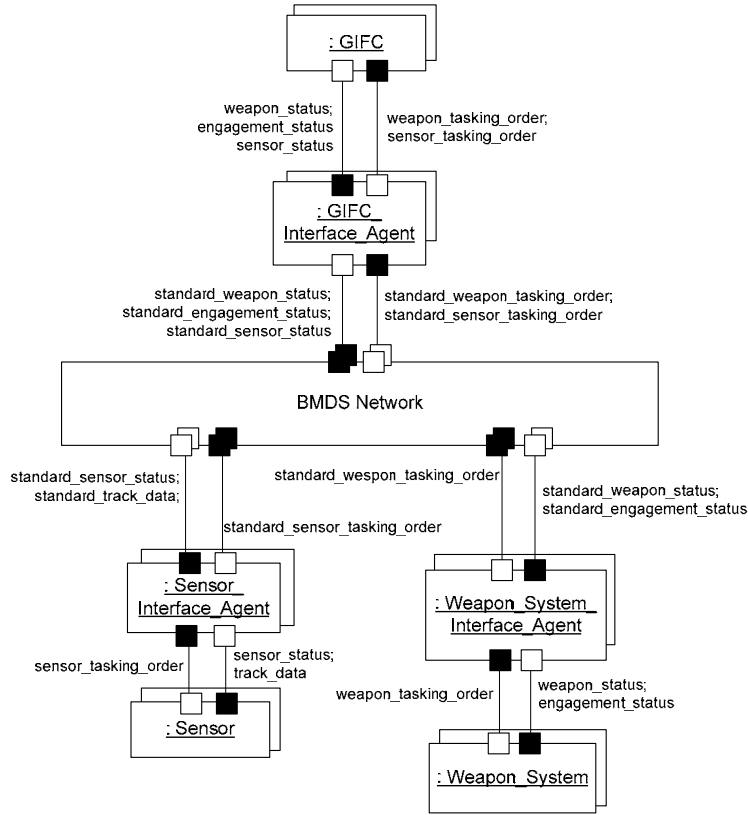 : GIFC
weapon_status;
engagement_status
sensor_status
weapon_tasking_order;
sensor_tasking_order
: GIFC_
Interface_Agent
standard_weapon_status;
standard_engagement_status;
standard_sensor_status
standard_weapon_tasking_order;
standard_sensor_tasking_order
BMDS Network
standard_sensor_status;
standard_track_data;
standard_sensor_tasking_order
standard_wespon_tasking_order
standard_weapon_status;
standard_engagement_status
: Sensor_
Interface_Agent
: Weapon_System_
Interface_Agent
sensor_tasking_order
sensor_status;
track_data
weapon_tasking_order
weapon_status;
engagement_status
: Sensor
: Weapon_System